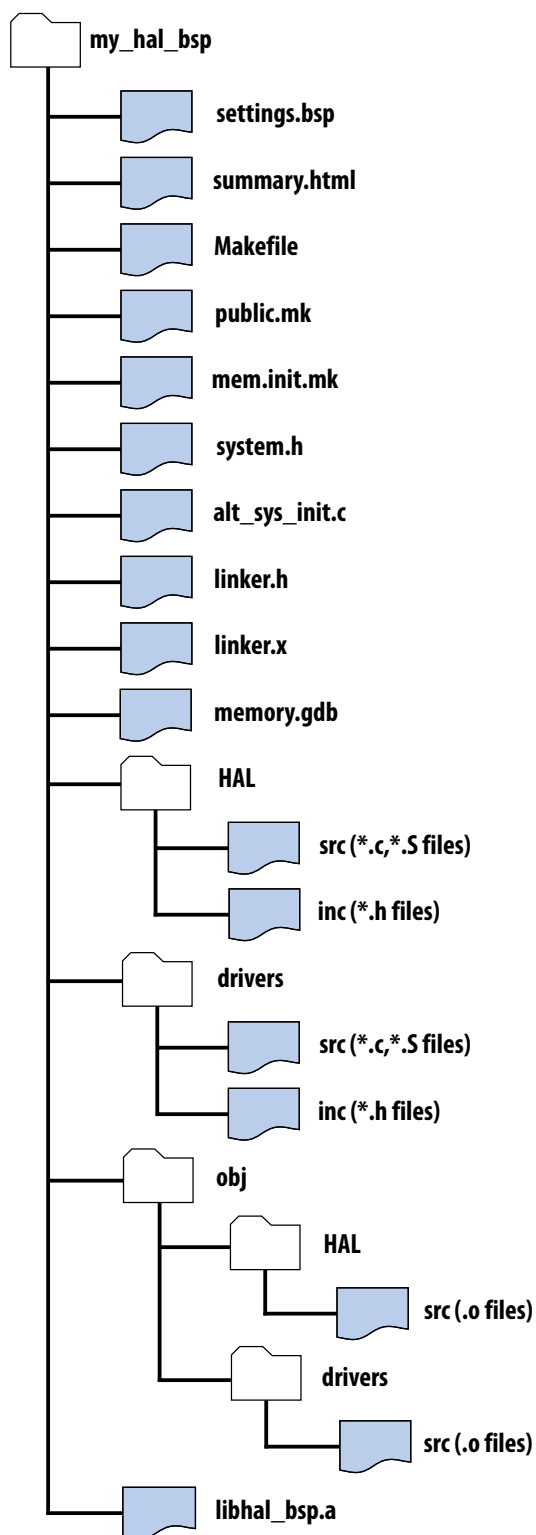 my_hal_bsp
settings.bsp
summary.html
Makefile
public.mk
mem.init.mk
system.h
alt_sys_init.c
linker.h
linker.x
memory.gdb
HAL
src (*.c,*.S files)
inc (*.h files)
drivers
src (*.c,*.S files)
inc (*.h files)
obj
HAL
src (.o files)
drivers
src (.o files)
libhal_bsp.a